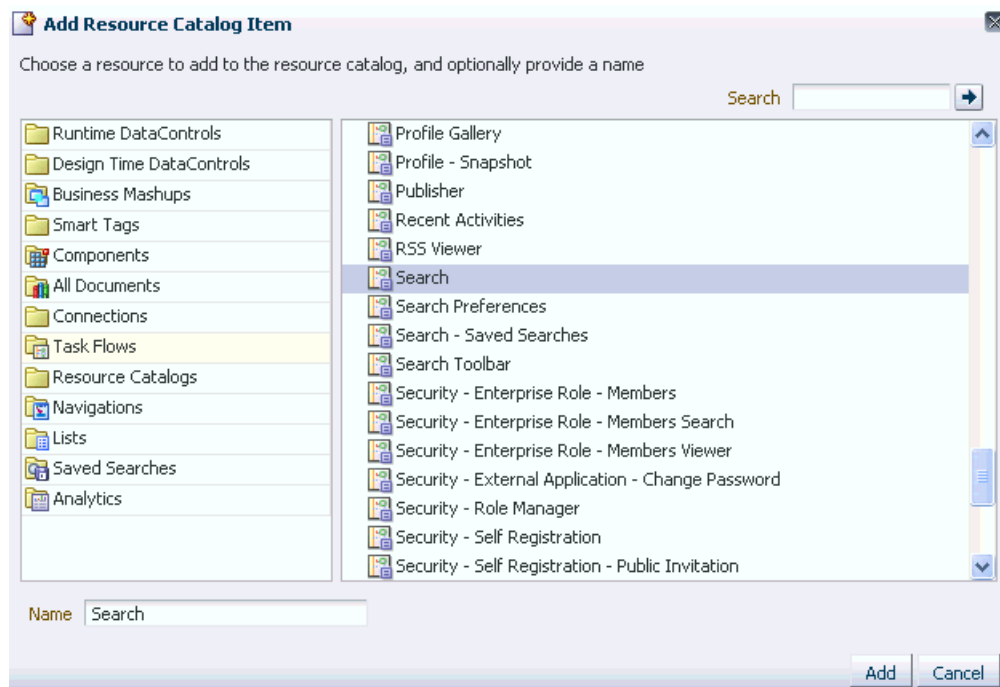 Add Resource Catalog Item
Choose a resource to add to the resource catalog, and optionally provide a name
Search
Runtime DataControls
Design Time DataControls
Business Mashups
Smart Tags
Components
All Documents
Connections
Task Flows
Resource Catalogs
Navigations
Lists
Saved Searches
Analytics
Profile Gallery
Profile - Snapshot
Publisher
Recent Activities
RSS Viewer
Search
Search Preferences
Search - Saved Searches
Search Toolbar
Security - Enterprise Role - Members
Security - Enterprise Role - Members Search
Security - Enterprise Role - Members Viewer
Security - External Application - Change Password
Security - Role Manager
Security - Self Registration
Security - Self Registration - Public Invitation
Name Search
Add Cancel